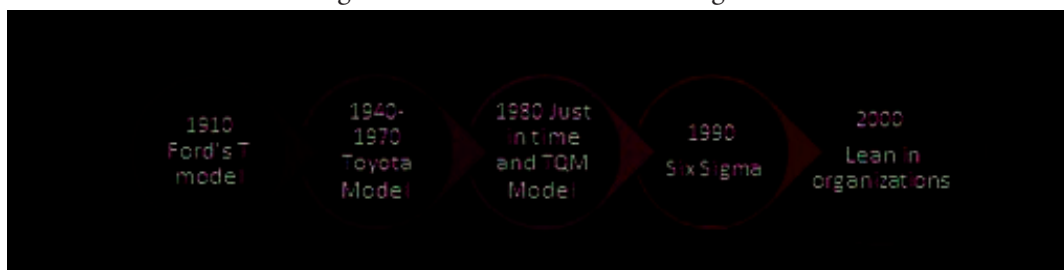 1910
Ford's T
model
1940-
1970
Toyota
Model
1980 Just
in time
and TQM
Model
1990
Six Sigma
2000
Lean in
organizations